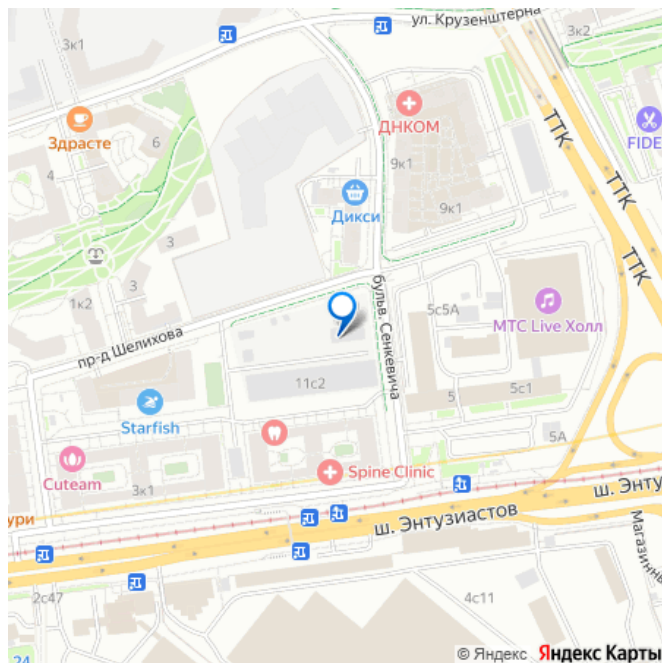 ул. Крузенштерна
3к1
3к2
Здрасте
6
ДНКОМ
9к1
ТТК
FIDE
4
Дикси
9к1
ТТК
3
ТТК
1к2
5с5А
МТС Live Холл
пр-д Шелихова
бульв. Сенкевича
11с2
5
5с1
Starfish
5А
Cuteam
3к1
Spine Clinic
ури
ш. Энту
ш. Энтузиастов
Магазинны
2с47
4с11
24
© Яндекс Яндекс Карты